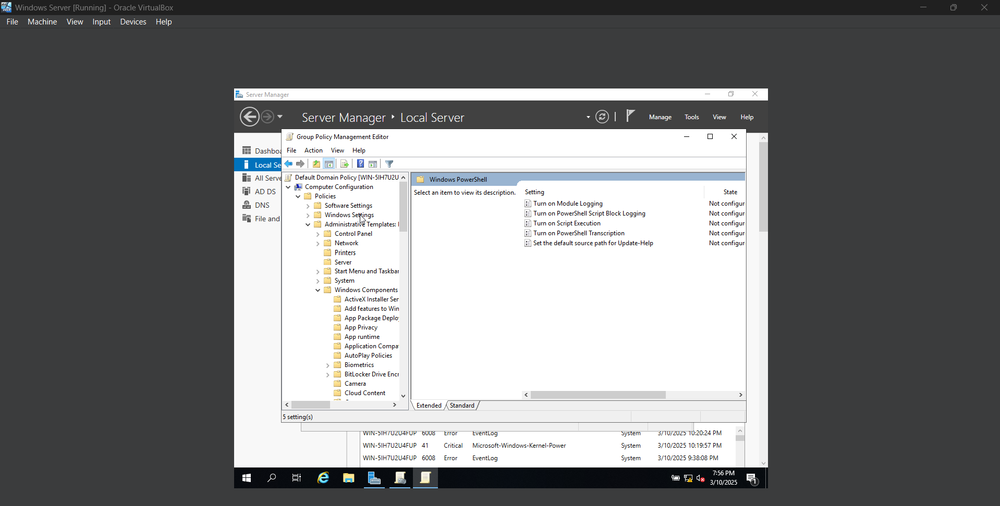 Windows Server [Running] - Oracle VirtualBox
File Machine View Input Devices Help
Server Manager
Server Manager Local Server
Manage Tools View Help
Dashboa
Local Se
All Serve
AD DS
DNS
File and
Group Policy Management Editor
File Action View Help
Default Domain Policy [WIN-5IH7U2U
Computer Configuration
Policies
Software Settings
Windows Settings
Administrative Templates:
Control Panel
Network
Printers
Server
Start Menu and Taskbar
System
Windows Components
ActiveX Installer Ser
Add features to Win
App Package Deploy
App Privacy
App runtime
Application Compa
AutoPlay Policies
Biometrics
BitLocker Drive Encr
Camera
Cloud Content
Windows PowerShell
Select an item to view its description.
Setting State
Turn on Module Logging Not configur
Turn on PowerShell Script Block Logging Not configur
Turn on Script Execution Not configur
Turn on PowerShell Transcription Not configur
Set the default source path for Update-Help Not configur
Extended Standard
5 setting(s)
WIN-5IH7U2U4FUP 6008 Error EventLog System 3/10/2025 10:20:24 PM
WIN-5IH7U2U4FUP 41 Critical Microsoft-Windows-Kernel-Power System 3/10/2025 10:19:57 PM
WIN-5IH7U2U4FUP 6008 Error EventLog System 3/10/2025 9:38:08 PM
7:56 PM
3/10/2025
1